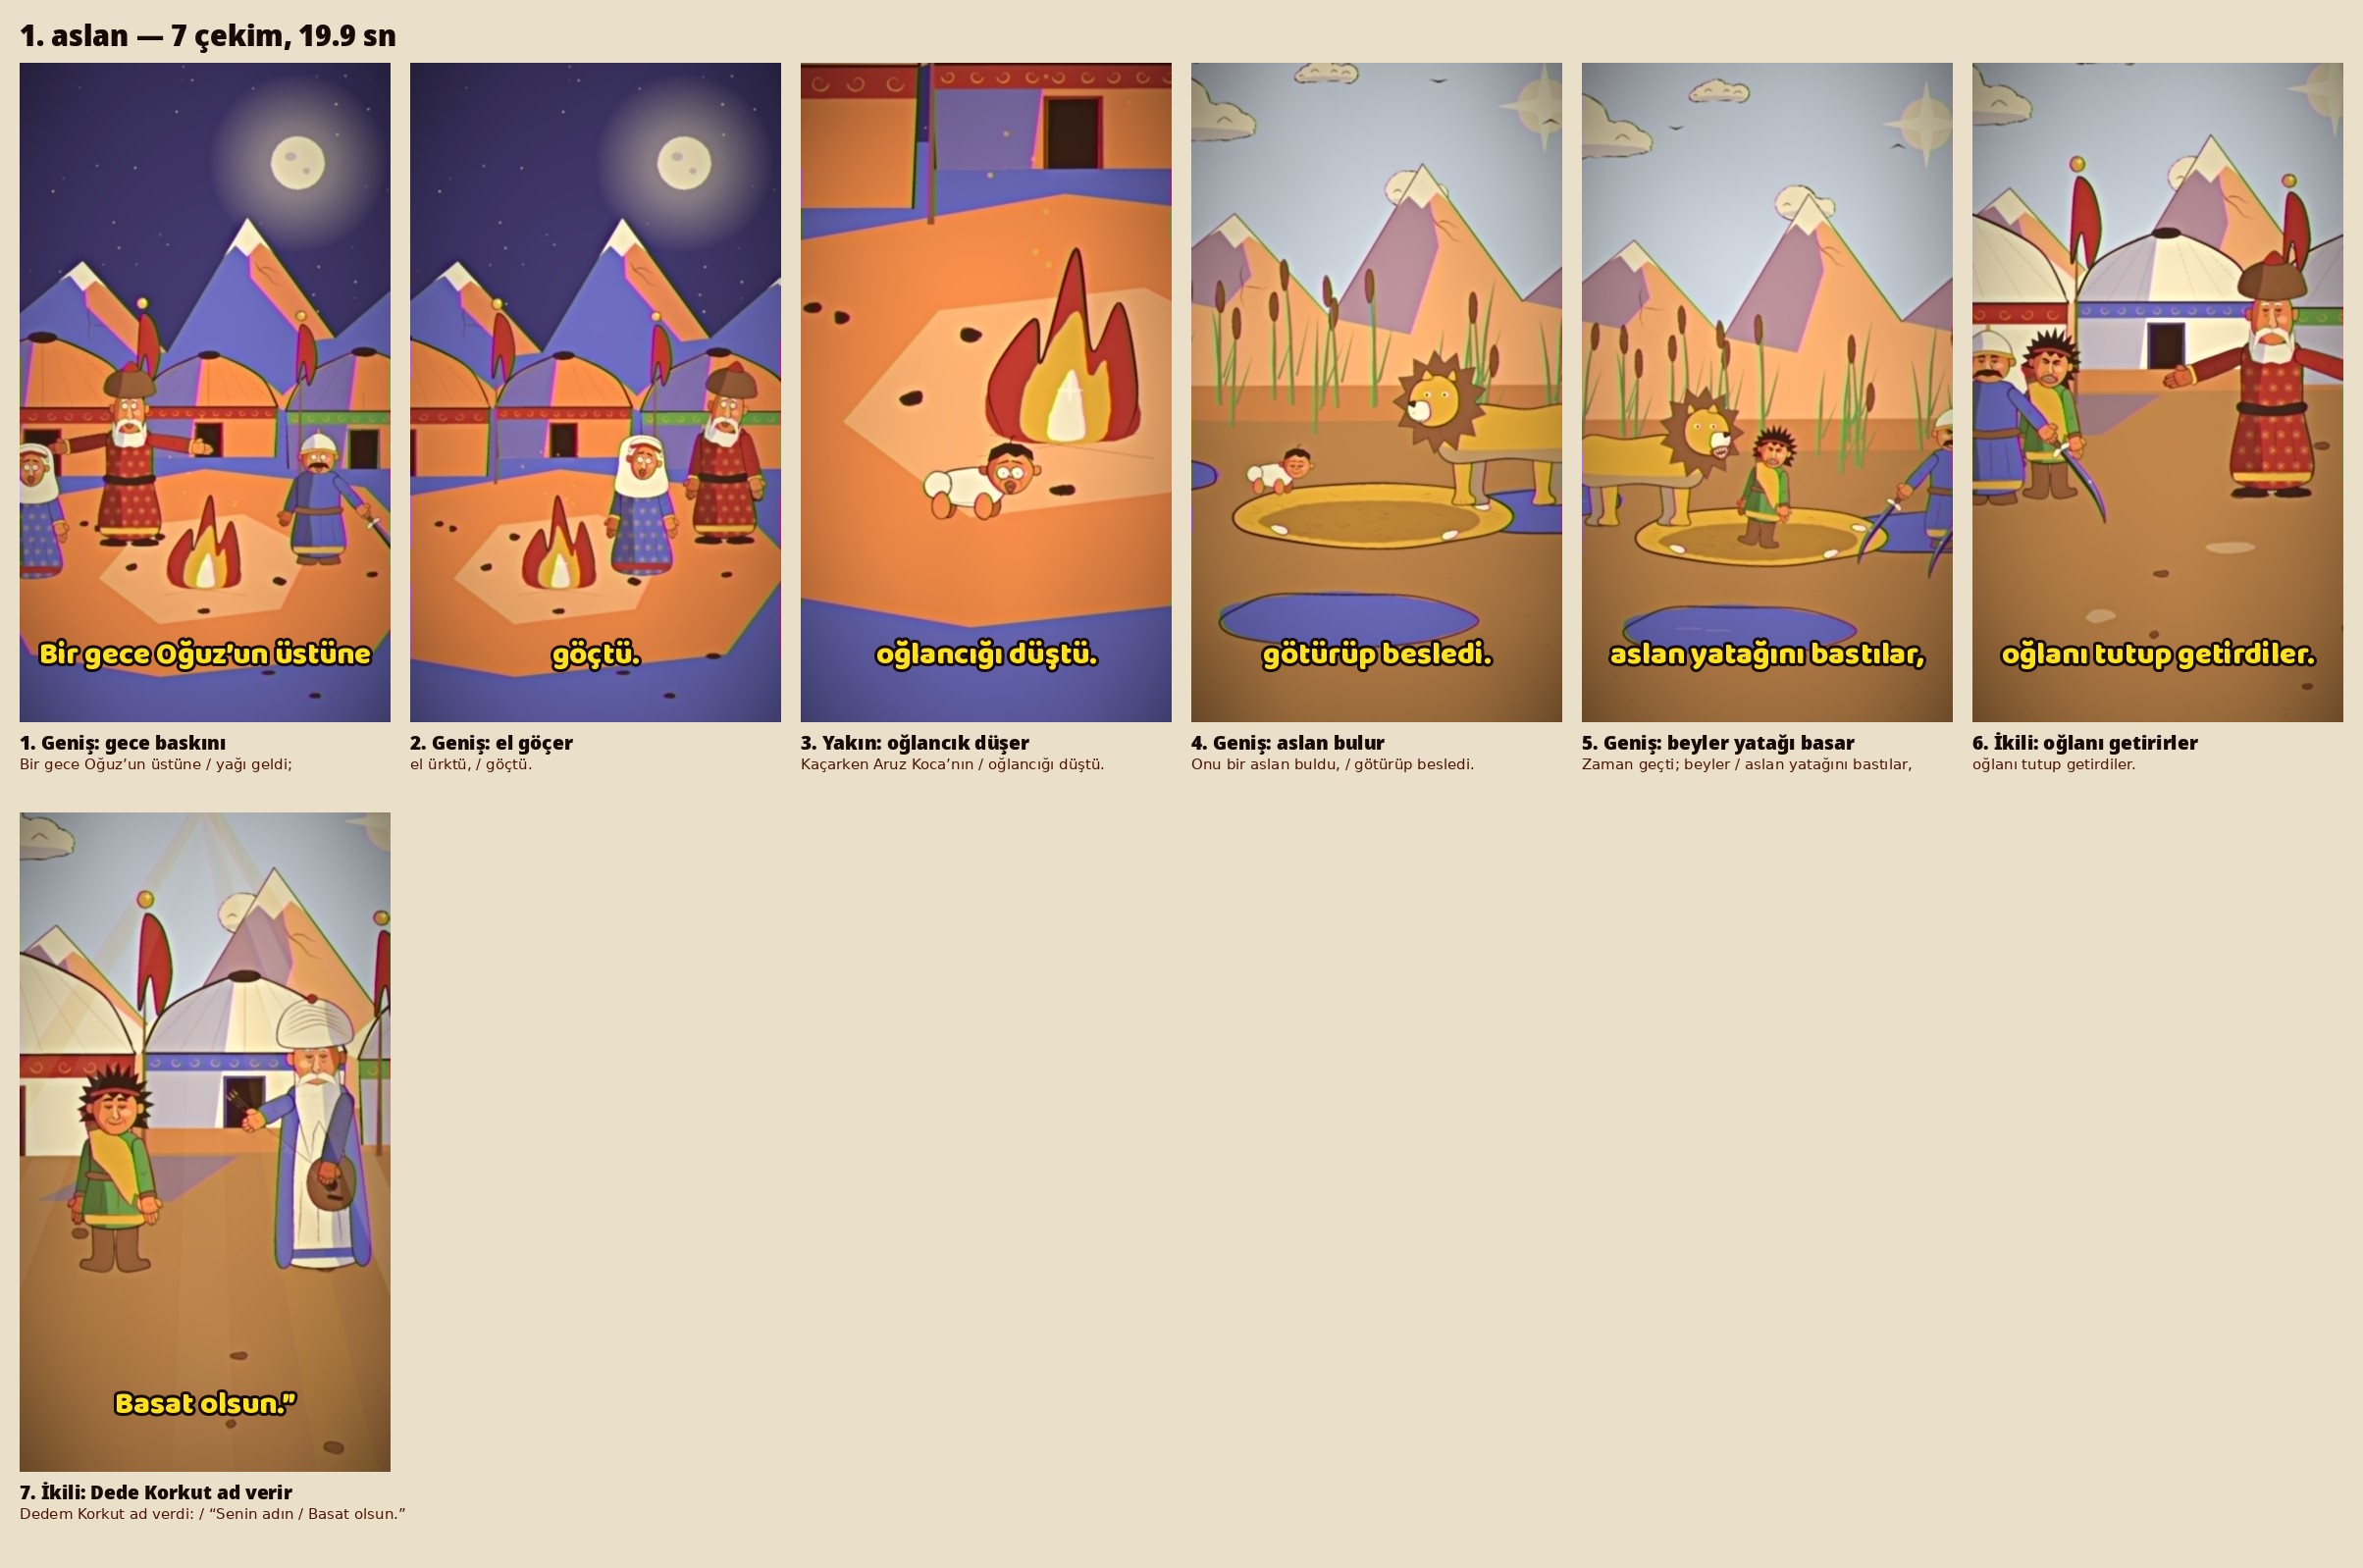 1. aslan — 7 çekim, 19.9 sn
Bir gece Oğuz’un üstüne
göçtü.
oğlancığı düştü.
götürüp besledi.
aslan yatağını bastılar,
oğlanı tutup getirdiler.
1. Geniş: gece baskını
Bir gece Oğuz’un üstüne / yağı geldi;
2. Geniş: el göçer
el ürktü, / göçtü.
3. Yakın: oğlancık düşer
Kaçarken Aruz Koca’nın / oğlancığı düştü.
4. Geniş: aslan bulur
Onu bir aslan buldu, / götürüp besledi.
5. Geniş: beyler yatağı basar
Zaman geçti; beyler / aslan yatağını bastılar,
6. İkili: oğlanı getirirler
oğlanı tutup getirdiler.
Basat olsun.”
7. İkili: Dede Korkut ad verir
Dedem Korkut ad verdi: / “Senin adın / Basat olsun.”